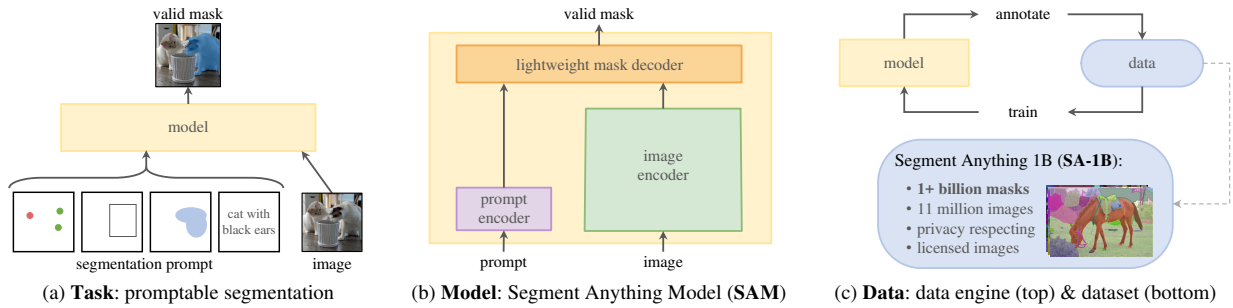 valid mask
model
cat with
black ears
segmentation prompt
image
(a) Task: promptable segmentation
valid mask
lightweight mask decoder
image
encoder
prompt
encoder
prompt
image
(b) Model: Segment Anything Model (SAM)
annotate
model
data
train
Segment Anything 1B (SA-1B):
• 1+ billion masks
• 11 million images
• privacy respecting
• licensed images
(c) Data: data engine (top) & dataset (bottom)